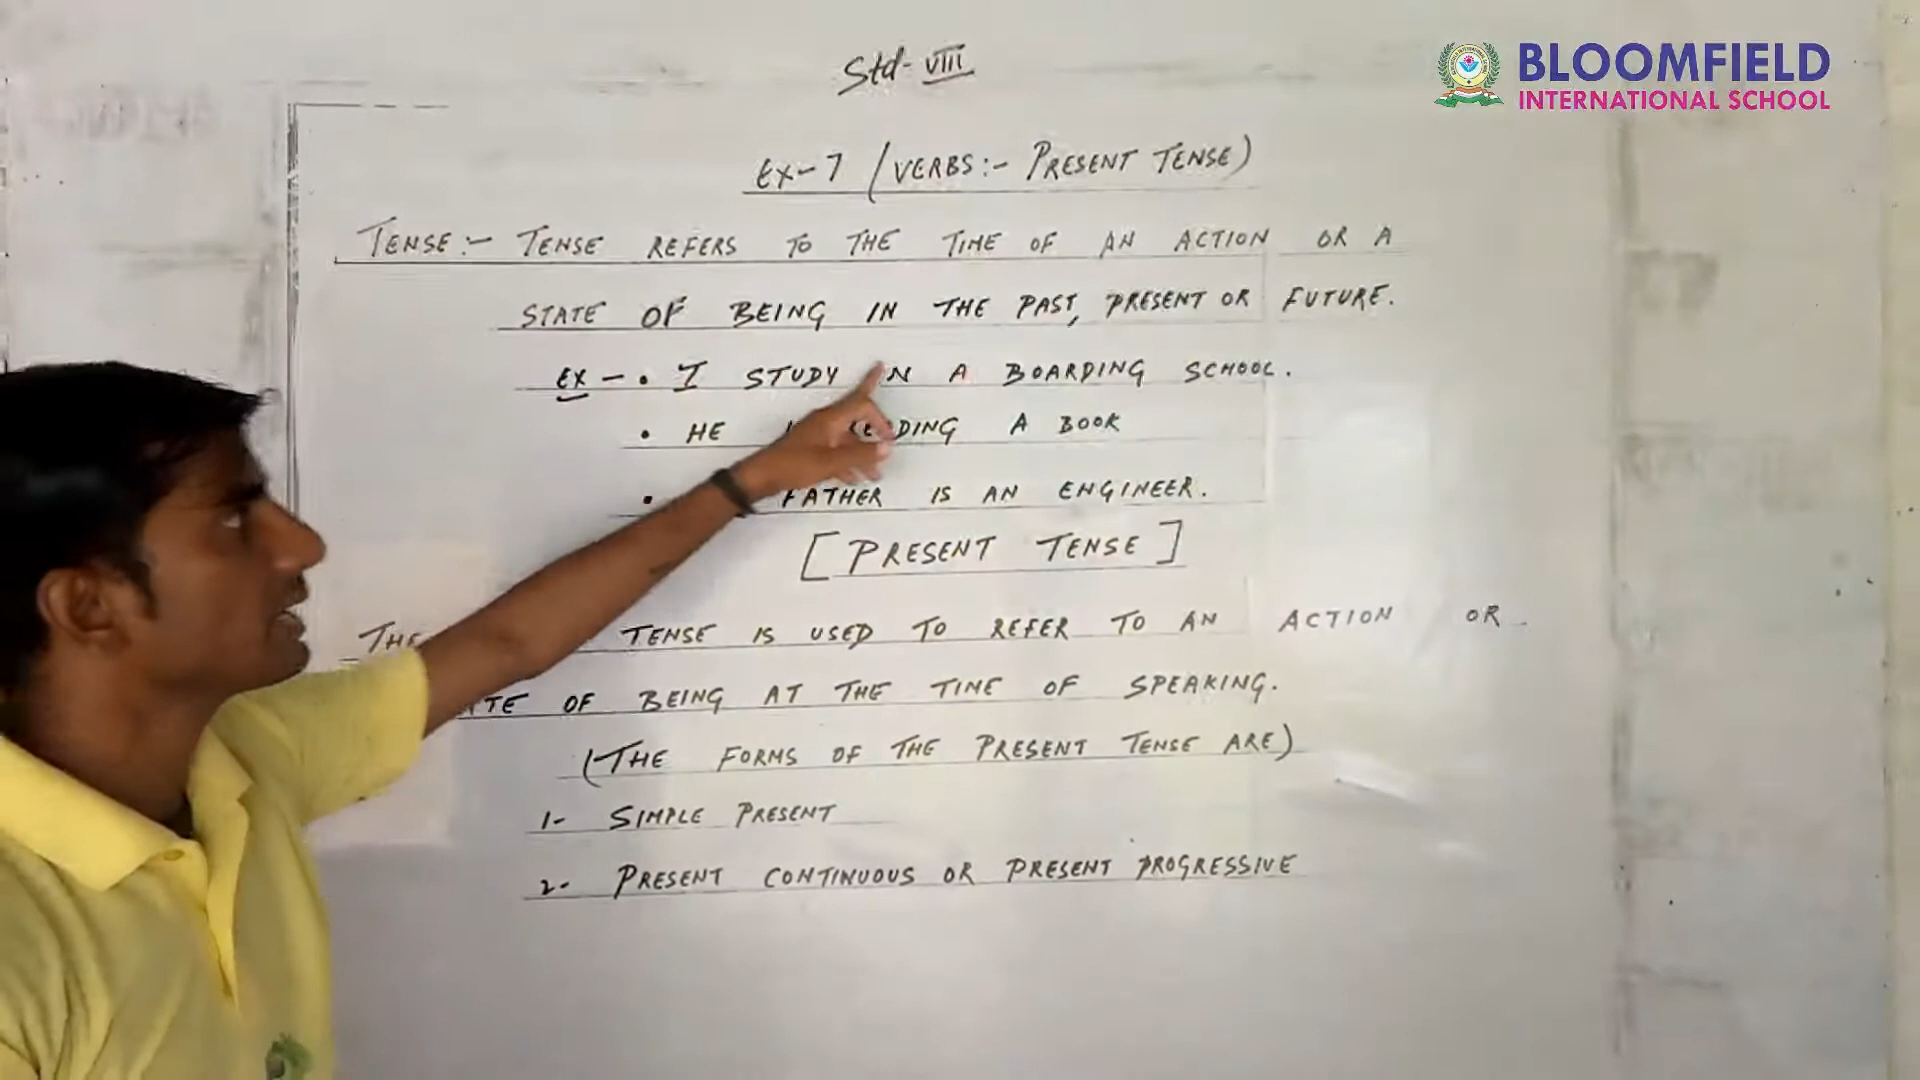 Std- VIII
BLOOMFIELD
INTERNATIONAL SCHOOL
Ex-7 (VERBS:- PRESENT TENSE)
TENSE:- TENSE REFERS TO THE TIME OF AN ACTION OR A
STATE OF BEING IN THE PAST, PRESENT OR FUTURE.
EX - • I STUDY IN A BOARDING SCHOOL.
• HE READING A BOOK
• FATHER IS AN ENGINEER.
[PRESENT TENSE]
THE TENSE IS USED TO REFER TO AN ACTION OR
OF BEING AT THE TIME OF SPEAKING.
(THE FORMS OF THE PRESENT TENSE ARE)
1- SIMPLE PRESENT
2- PRESENT CONTINUOUS OR PRESENT PROGRESSIVE